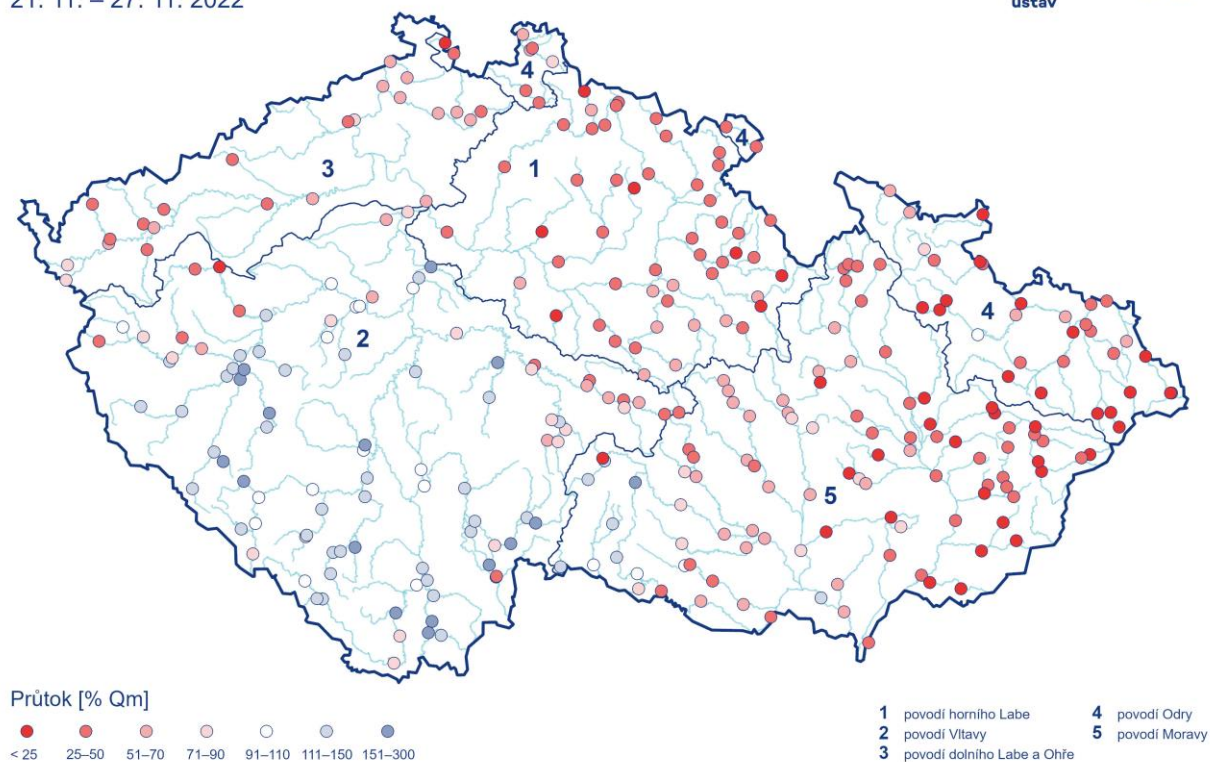 21. 11. – 27. 11. 2022
ústav
4
4
3
1
2
4
5
Průtok [% Qm]
< 25 25–50 51–70 71–90 91–110 111–150 151–300
1 povodí horního Labe
2 povodí Vltavy
3 povodí dolního Labe a Ohře
4 povodí Odry
5 povodí Moravy